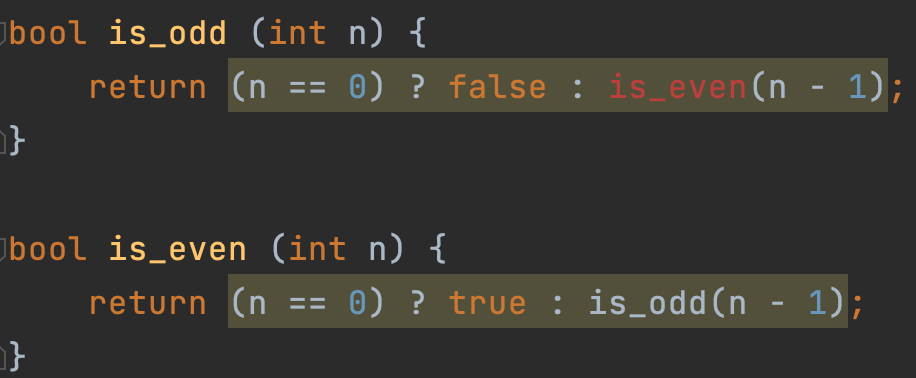 bool is_odd (int n) {
    return (n == 0) ? false : is_even(n - 1);
}
bool is_even (int n) {
    return (n == 0) ? true : is_odd(n - 1);
}